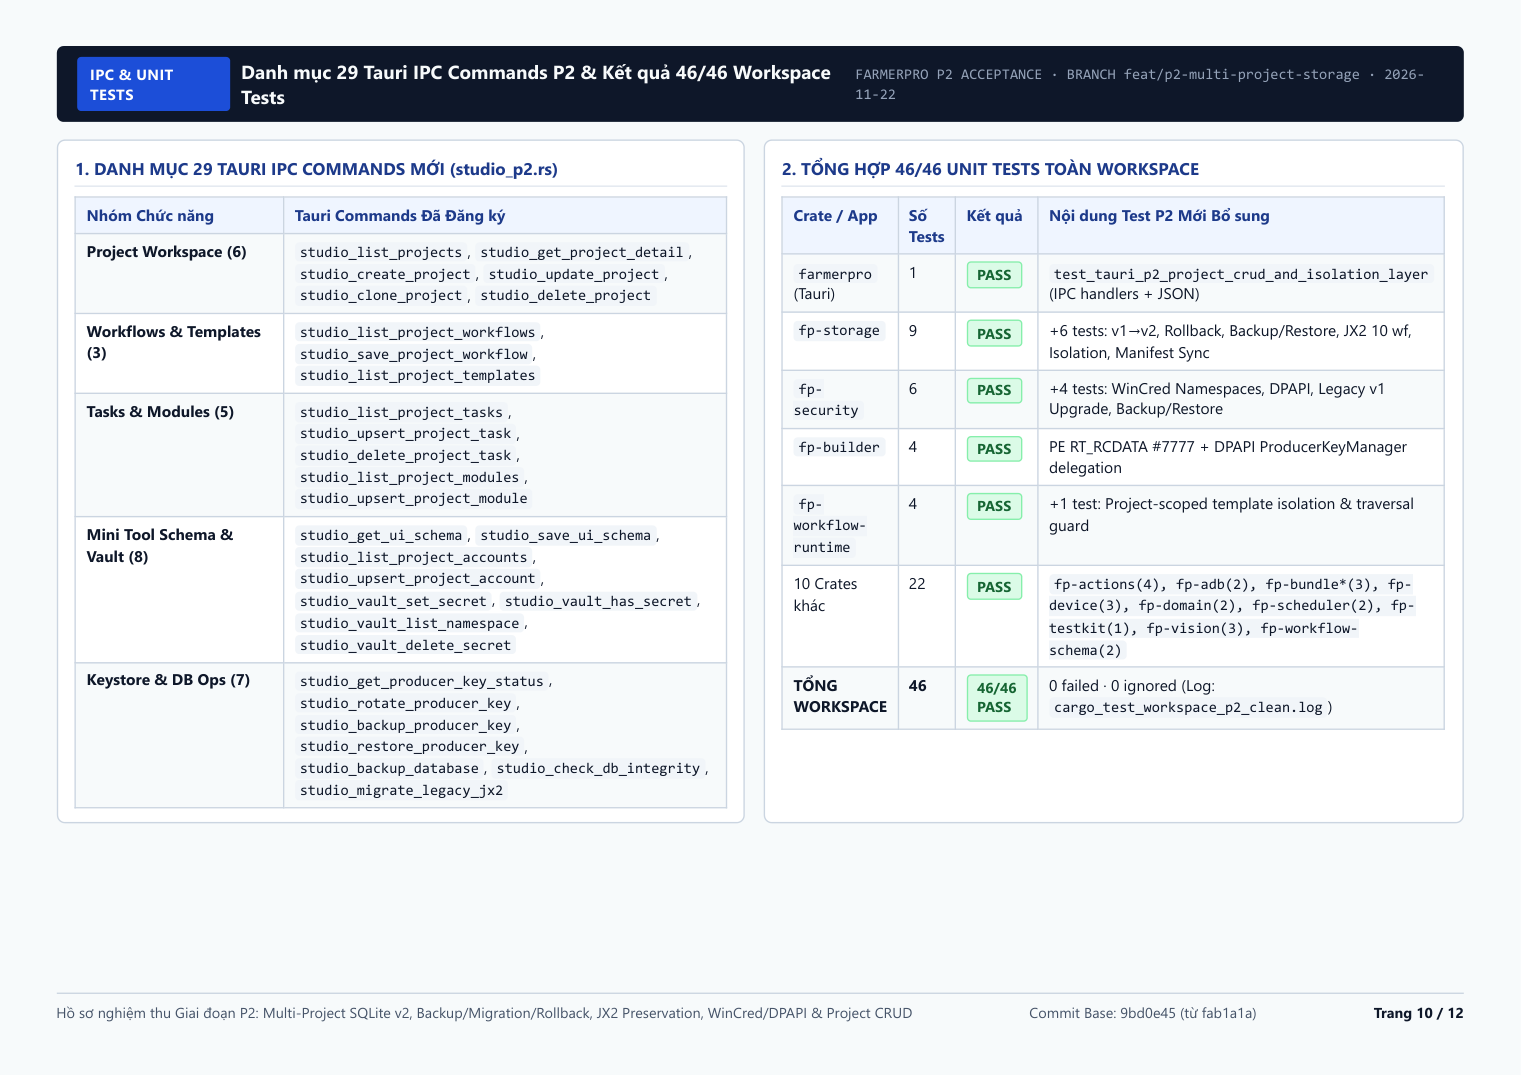 IPC & UNIT
TESTS
Danh mục 29 Tauri IPC Commands P2 & Kết quả 46/46 Workspace
Tests
FARMERPRO P2 ACCEPTANCE · BRANCH feat/p2-multi-project-storage · 2026-
11-22
1. DANH MỤC 29 TAURI IPC COMMANDS MỚI (studio_p2.rs)
Nhóm Chức năng
Tauri Commands Đã Đăng ký
Project Workspace (6)
studio_list_projects, studio_get_project_detail,
studio_create_project, studio_update_project,
studio_clone_project, studio_delete_project
Workflows & Templates
(3)
studio_list_project_workflows,
studio_save_project_workflow,
studio_list_project_templates
Tasks & Modules (5)
studio_list_project_tasks,
studio_upsert_project_task,
studio_delete_project_task,
studio_list_project_modules,
studio_upsert_project_module
Mini Tool Schema &
Vault (8)
studio_get_ui_schema, studio_save_ui_schema,
studio_list_project_accounts,
studio_upsert_project_account,
studio_vault_set_secret, studio_vault_has_secret,
studio_vault_list_namespace,
studio_vault_delete_secret
Keystore & DB Ops (7)
studio_get_producer_key_status,
studio_rotate_producer_key,
studio_backup_producer_key,
studio_restore_producer_key,
studio_backup_database, studio_check_db_integrity,
studio_migrate_legacy_jx2
2. TỔNG HỢP 46/46 UNIT TESTS TOÀN WORKSPACE
Crate / App
Số
Tests
Kết quả
Nội dung Test P2 Mới Bổ sung
farmerpro
(Tauri)
1
PASS
test_tauri_p2_project_crud_and_isolation_layer
(IPC handlers + JSON)
fp-storage
9
PASS
+6 tests: v1→v2, Rollback, Backup/Restore, JX2 10 wf,
Isolation, Manifest Sync
fp-
security
6
PASS
+4 tests: WinCred Namespaces, DPAPI, Legacy v1
Upgrade, Backup/Restore
fp-builder
4
PASS
PE RT_RCDATA #7777 + DPAPI ProducerKeyManager
delegation
fp-
workflow-
runtime
4
PASS
+1 test: Project-scoped template isolation & traversal
guard
10 Crates
khác
22
PASS
fp-actions(4), fp-adb(2), fp-bundle*(3), fp-
device(3), fp-domain(2), fp-scheduler(2), fp-
testkit(1), fp-vision(3), fp-workflow-
schema(2)
TỔNG
WORKSPACE
46
46/46
PASS
0 failed · 0 ignored (Log:
cargo_test_workspace_p2_clean.log)
Hồ sơ nghiệm thu Giai đoạn P2: Multi-Project SQLite v2, Backup/Migration/Rollback, JX2 Preservation, WinCred/DPAPI & Project CRUD
Commit Base: 9bd0e45 (từ fab1a1a)
Trang 10 / 12